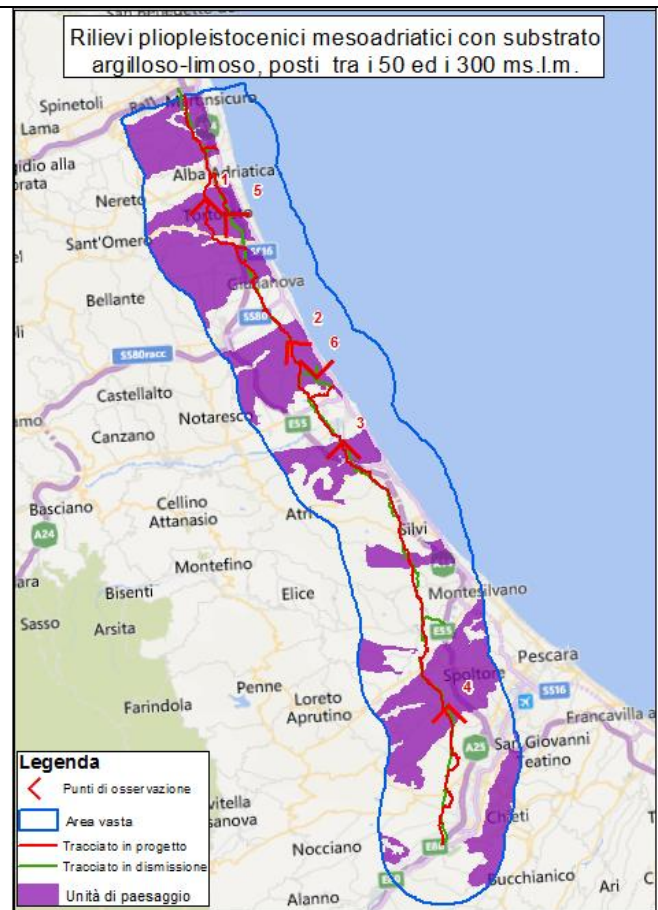 Rilievi pliopleistocenici mesoadriatici con substrato
argilloso-limoso, posti tra i 50 ed i 300 ms.l.m.
Spinetoli
Martinsicuro
Lama
Alba Adriatica
1
5
Nereto
Tortoreto
Sant'Omero
SS16
Giulianova
Bellante
SS80
2
SS80racc
6
Castellalto
Notaresco
E55
3
Canzano
Basciano
Cellino
Attanasio
Atri
A24
Silvi
Montefino
Bisenti
Elice
Montesilvano
Sasso
Arsita
E55
Pescara
Spoltore
Penne
4
SS16
Farindola
Loreto
Aprutino
Francavilla a
A25
San Giovanni
Teatino
Legenda
Punti di osservazione
Area vasta
Tracciato in progetto
Tracciato in dismissione
Unità di paesaggio
vitella
sanova
Chieti
Nocciano
E80
Bucchianico
Ari
C
Alanno